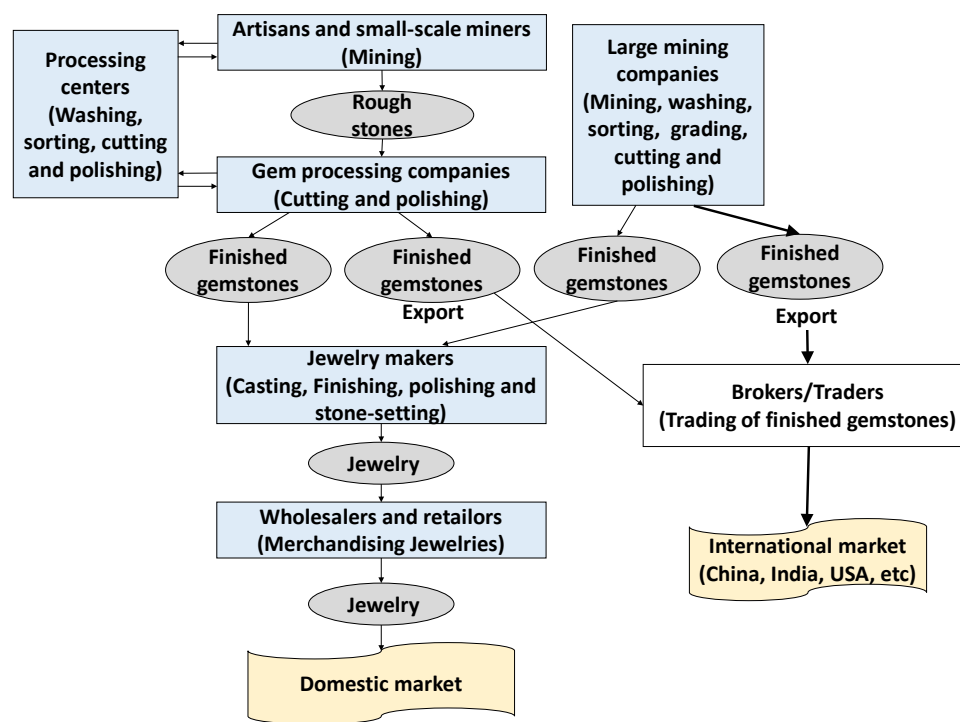 Artisans and small-scale miners
(Mining)
Large mining
companies
(Mining, washing,
sorting, grading,
cutting and
polishing)
Processing
centers
(Washing,
sorting, cutting
and polishing)
Rough
stones
Gem processing companies
(Cutting and polishing)
Finished
gemstones
Finished
gemstones
Export
Finished
gemstones
Finished
gemstones
Export
Jewelry makers
(Casting, Finishing, polishing and
stone-setting)
Brokers/Traders
(Trading of finished gemstones)
Jewelry
Wholesalers and retailors
(Merchandising Jewelries)
International market
(China, India, USA, etc)
Jewelry
Domestic market